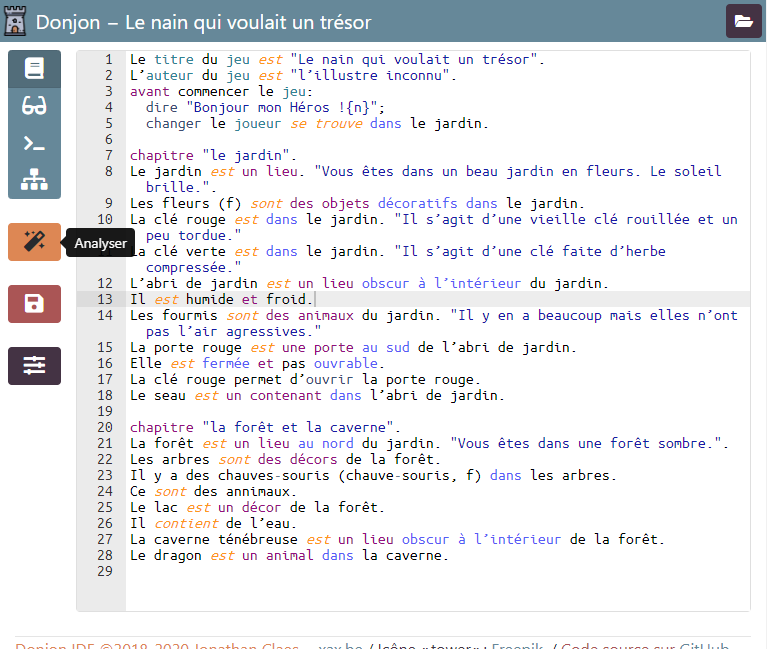 Donjon – Le nain qui voulait un trésor
1 Le titre du jeu est "Le nain qui voulait un trésor".
2 L’auteur du jeu est "l’illustre inconnu".
3 avant commencer le jeu:
4 dire "Bonjour mon Héros !{n}";
5 changer le joueur se trouve dans le jardin.
6
7 chapitre "le jardin".
8 Le jardin est un lieu. "Vous êtes dans un beau jardin en fleurs. Le soleil
brille.".
9 Les fleurs (f) sont des objets décoratifs dans le jardin.
10 La clé rouge est dans le jardin. "Il s’agit d’une vieille clé rouillée et un
peu tordue."
Analyser
la clé verte est dans le jardin. "Il s’agit d’une clé faite d’herbe
compressée."
12 L’abri de jardin est un lieu obscur à l’intérieur du jardin.
13 Il est humide et froid.
14 Les fourmis sont des animaux du jardin. "Il y en a beaucoup mais elles n’ont
pas l’air agressives."
15 La porte rouge est une porte au sud de l’abri de jardin.
16 Elle est fermée et pas ouvrable.
17 La clé rouge permet d’ouvrir la porte rouge.
18 Le seau est un contenant dans l’abri de jardin.
19
20 chapitre "la forêt et la caverne".
21 La forêt est un lieu au nord du jardin. "Vous êtes dans une forêt sombre.".
22 Les arbres sont des décors de la forêt.
23 Il y a des chauves-souris (chauve-souris, f) dans les arbres.
24 Ce sont des annimaux.
25 Le lac est un décor de la forêt.
26 Il contient de l’eau.
27 La caverne ténébreuse est un lieu obscur à l’intérieur de la forêt.
28 Le dragon est un animal dans la caverne.
29
Donjon IDE ©2018-2020 Jonathan Claes – xax.be / Icône «tower»: Freepik / Code source sur GitHub